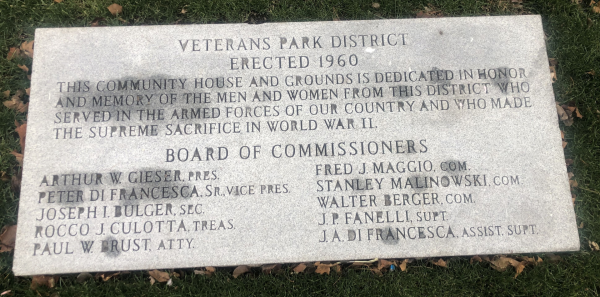 VETERANS PARK DISTRICT
ERECTED 1960
THIS COMMUNITY HOUSE AND GROUNDS IS DEDICATED IN HONOR
AND MEMORY OF THE MEN AND WOMEN FROM THIS DISTRICT WHO
SERVED IN THE ARMED FORCES OF OUR COUNTRY AND WHO MADE
THE SUPREME SACRIFICE IN WORLD WAR II.
BOARD OF COMMISSIONERS
ARTHUR W. GIESER, PRES.
PETER DI FRANCESCA, SR. VICE PRES.
JOSEPH I. BULGER, SEC.
ROCCO J. CULOTTA, TREAS.
PAUL W. BRUST, ATTY.
FRED J. MAGGIO, COM.
STANLEY MALINOWSKI, COM
WALTER BERGER, COM.
J. P. FANELLI, SUPT.
J. A. DI FRANCESCA, ASSIST. SUPT.